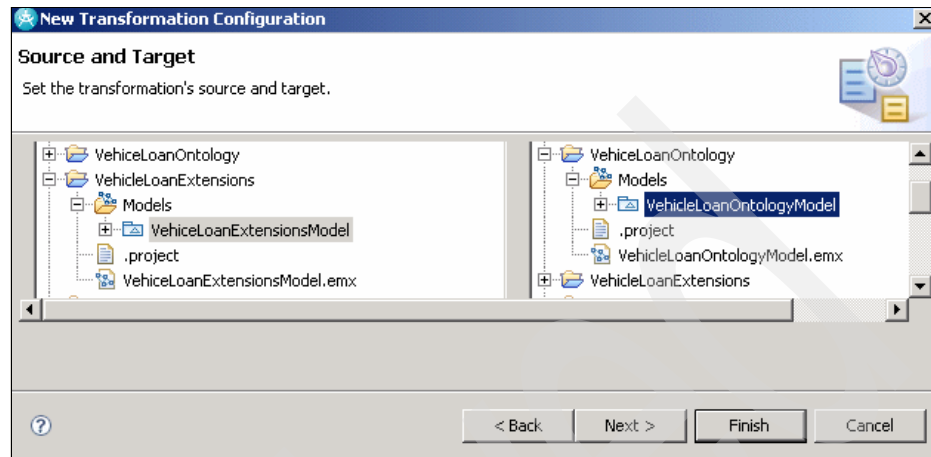 New Transformation Configuration
Source and Target
Set the transformation's source and target.
VehiceLoanOntology
VehicleLoanExtensions
Models
VehiceLoanExtensionsModel
.project
VehiceLoanExtensionsModel.emx
VehiceLoanOntology
Models
VehicleLoanOntologyModel
.project
VehicleLoanOntologyModel.emx
VehicleLoanExtensions
< Back
Next >
Finish
Cancel